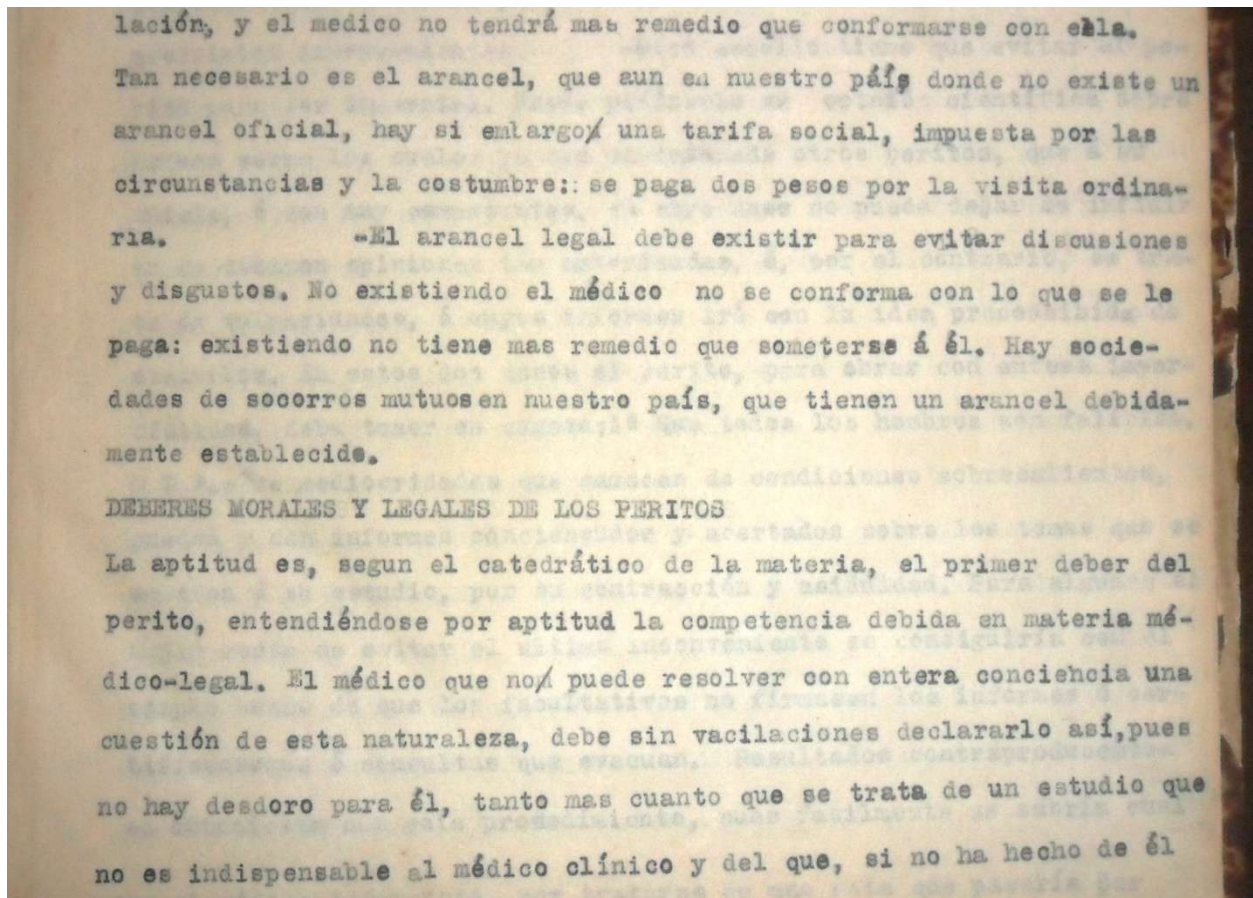 lación, y el medico no tendrá mas remedio que conformarse con ella.
Tan necesario es el arancel, que aun en nuestro páís donde no existe un
arancel oficial, hay si embargo una tarifa social, impuesta por las
circunstancias y la costumbre:: se paga dos pesos por la visita ordina-
ria. -El arancel legal debe existir para evitar discusiones
y disgustos. No existiendo el médico no se conforma con lo que se le
paga: existiendo no tiene mas remedio que someterse á él. Hay socie-
dades de socorros mutuosen nuestro país, que tienen un arancel debida-
mente establecido.
DEBERES MORALES Y LEGALES DE LOS PERITOS
La aptitud es, segun el catedrático de la materia, el primer deber del
perito, entendiéndose por aptitud la competencia debida en materia mé-
dico-legal. El médico que no puede resolver con entera conciehcia una
cuestión de esta naturaleza, debe sin vacilaciones declararlo así,pues
no hay desdoro para él, tanto mas cuanto que se trata de un estudio que
no es indispensable al médico clínico y del que, si no ha hecho de él